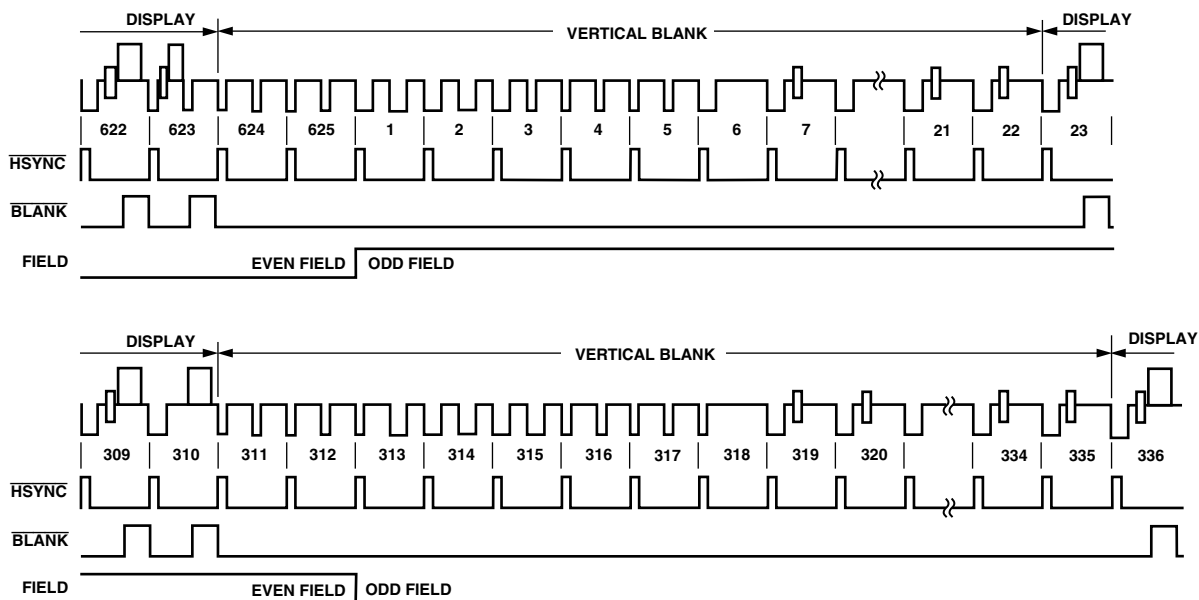 DISPLAY VERTICAL BLANK DISPLAY
622 623 624 625 1 2 3 4 5 6 7 21 22 23
HSYNC
BLANK
FIELD EVEN FIELD ODD FIELD
DISPLAY VERTICAL BLANK DISPLAY
309 310 311 312 313 314 315 316 317 318 319 320 334 335 336
HSYNC
BLANK
FIELD EVEN FIELD ODD FIELD